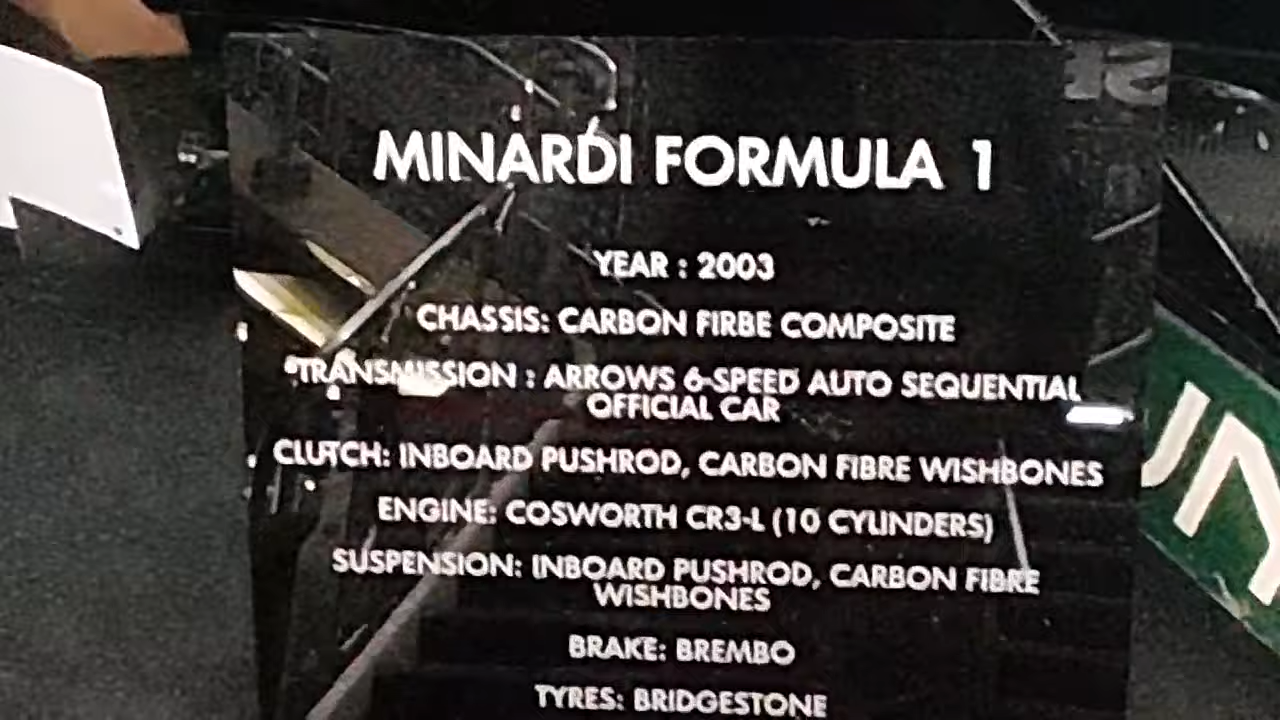 MINARDI FORMULA 1
YEAR : 2003
CHASSIS: CARBON FIRBE COMPOSITE
TRANSMISSION : ARROWS 6-SPEED AUTO SEQUENTIAL
OFFICIAL CAR
CLUTCH: INBOARD PUSHROD, CARBON FIBRE WISHBONES
ENGINE: COSWORTH CR3-L (10 CYLINDERS)
SUSPENSION: INBOARD PUSHROD, CARBON FIBRE
WISHBONES
BRAKE: BREMBO
TYRES: BRIDGESTONE